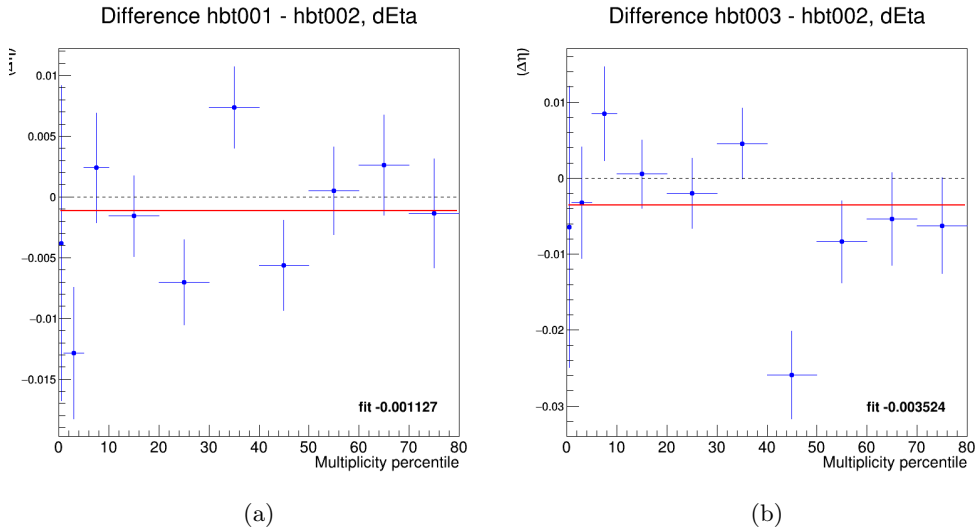 Difference hbt001 - hbt002, dEta
(Δη)
0.01
0.005
0
−0.005
−0.01
−0.015
fit -0.001127
0 10 20 30 40 50 60 70 80
Multiplicity percentile
(a)
Difference hbt003 - hbt002, dEta
(Δη)
0.01
0
−0.01
−0.02
−0.03
fit -0.003524
0 10 20 30 40 50 60 70 80
Multiplicity percentile
(b)